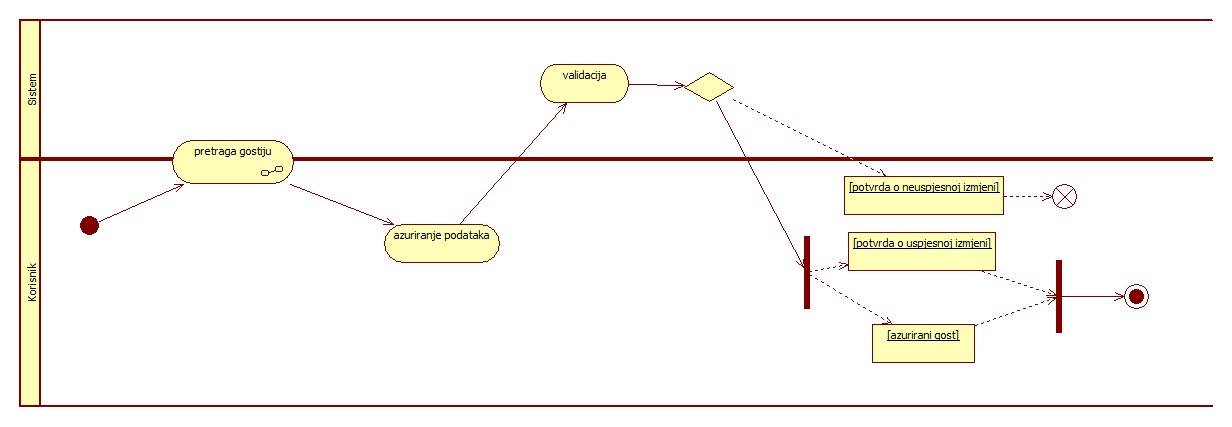 Sistem
validacija
pretraga gostiju
[potvrda o neuspjesnoj izmjeni]
Korisnik
azuriranje podataka
[potvrda o uspjesnoj izmjeni]
[azurirani gost]